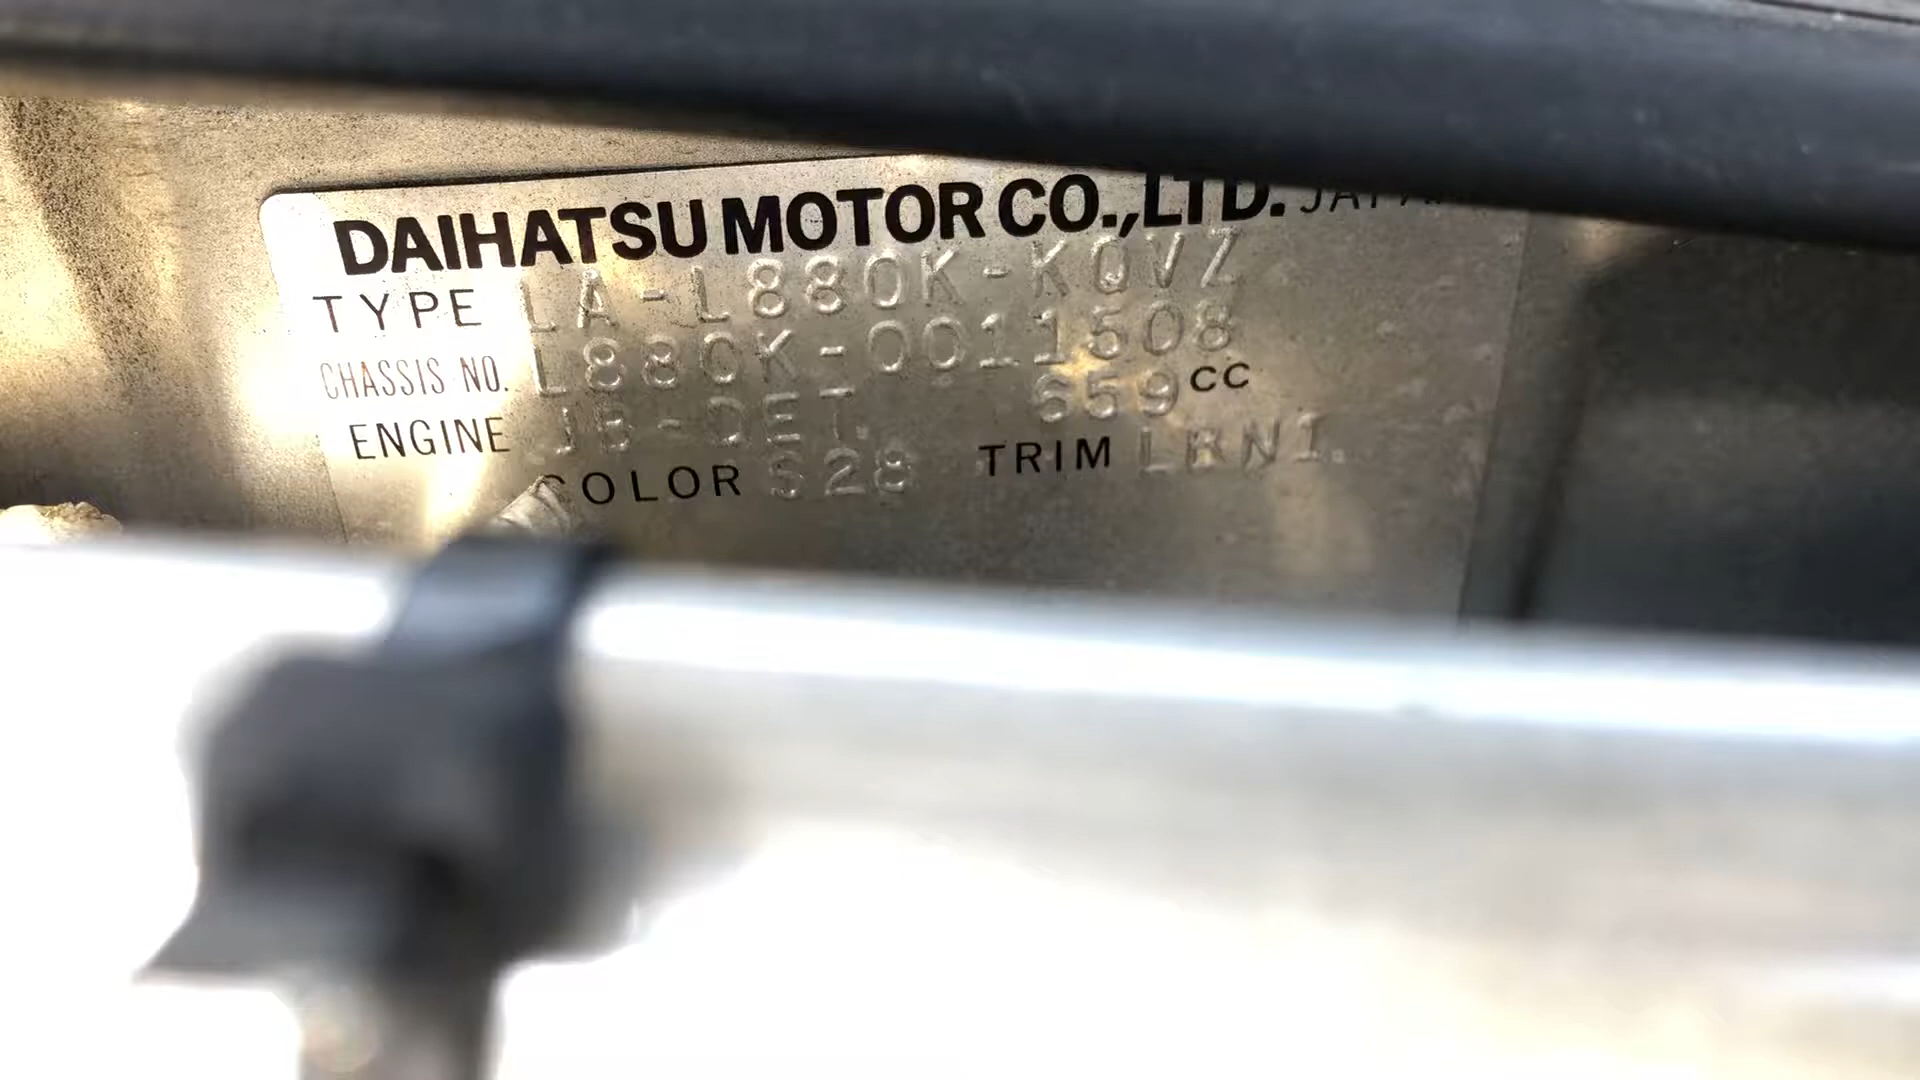 DAIHATSU MOTOR CO.,LTD. JAPAN
TYPE LA-L880K-KQVZ
CHASSIS NO. L880K-0011508
ENGINE JB-DET. 659CC
COLOR S28 TRIM